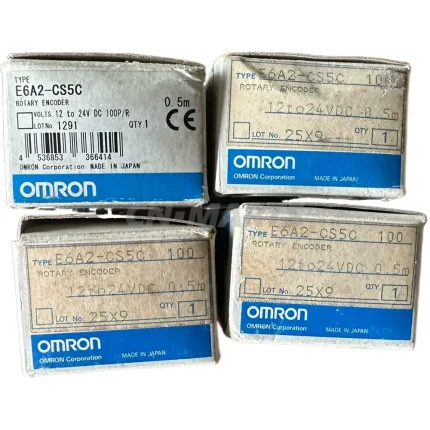 TYPE
E6A2-CS5C
ROTARY ENCODER 0.5m
VOLTS 12 to 24V DC 100P/R
LOT No 1291 QTY 1
CE
4 536853 366414
OMRON Corporation MADE IN JAPAN
OMRON
TYPE E6A2-CS5C 100
ROTARY ENCODER
12to24VDC 0.5m
LOT No. 25X9 QTY 1
OMRON
OMRON Corporation MADE IN JAPAN
TYPE E6A2-CS5C 100
ROTARY ENCODER
12to24VDC 0.5m
LOT No. 25X9 QTY 1
OMRON
OMRON Corporation MADE IN JAPAN
TYPE E6A2-CS5C 100
ROTARY ENCODER
12to24VDC 0.5m
LOT No. 25X9 QTY 1
OMRON
OMRON Corporation MADE IN JAPAN